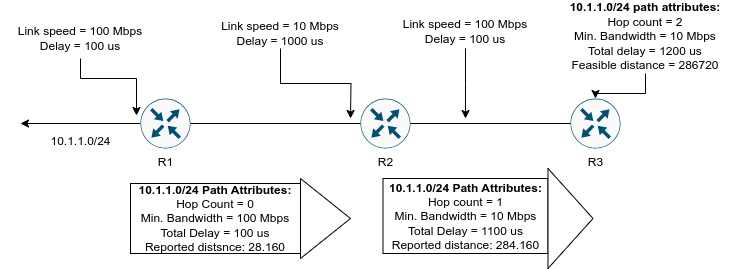 10.1.1.0/24 path attributes:
Hop count = 2
Min. Bandwidth = 10 Mbps
Total delay = 1200 us
Feasible distance = 286720
Link speed = 100 Mbps
Delay = 100 us
Link speed = 10 Mbps
Delay = 1000 us
Link speed = 100 Mbps
Delay = 100 us
10.1.1.0/24
R1
R2
R3
10.1.1.0/24 Path Attributes:
Hop Count = 0
Min. Bandwidth = 100 Mbps
Total Delay = 100 us
Reported distsnce: 28.160
10.1.1.0/24 Path Attributes:
Hop count = 1
Min. Bandwidth = 10 Mbps
Total Delay = 1100 us
Reported distance: 284.160